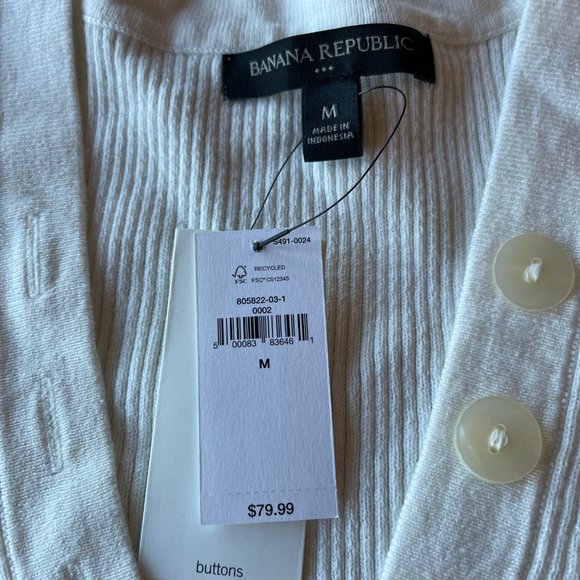 BANANA REPUBLIC
M
MADE IN
INDONESIA
S491-0024
FSC
RECYCLED
FSC® C012345
805822-03-1
0002
5 00083 83646 1
M
$79.99
buttons